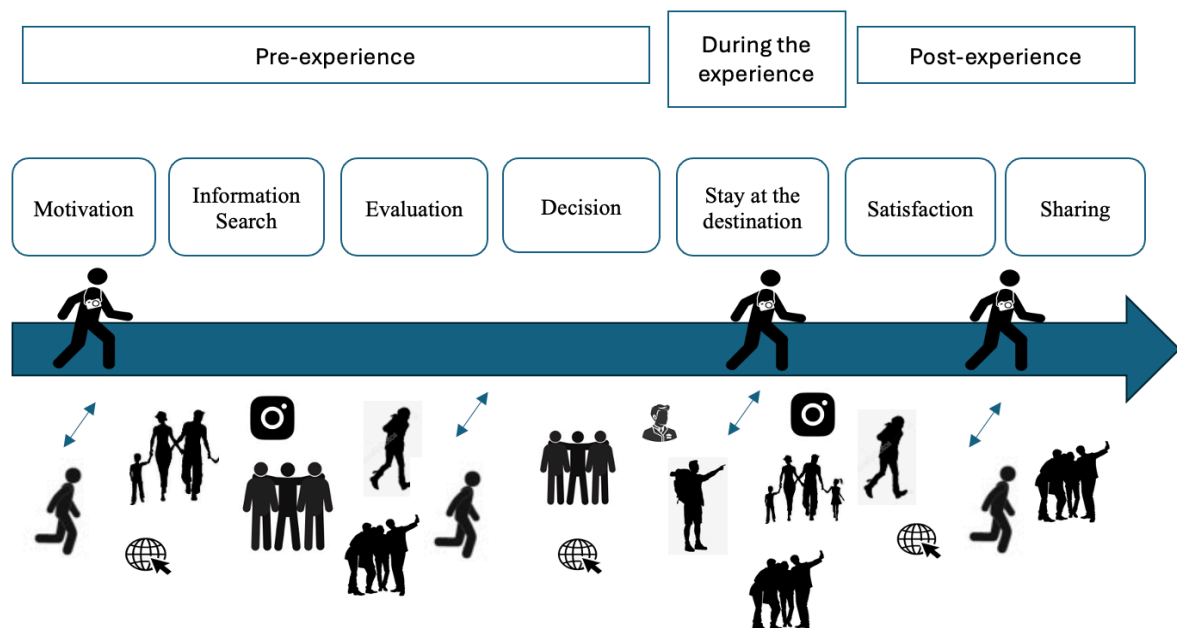 Pre-experience
During the
experience
Post-experience
Motivation
Information
Search
Evaluation
Decision
Stay at the
destination
Satisfaction
Sharing